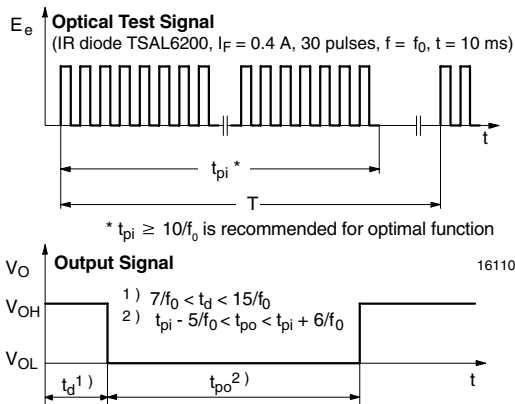 E_e
Optical Test Signal
(IR diode TSAL6200, I_F = 0.4 A, 30 pulses, f = f_0, t = 10 ms)
t
t_pi *
T
* t_pi ≥ 10/f_0 is recommended for optimal function
V_O
Output Signal
16110
V_OH
1) 7/f_0 < t_d < 15/f_0
2) t_pi - 5/f_0 < t_po < t_pi + 6/f_0
V_OL
t_d 1)
t_po 2)
t